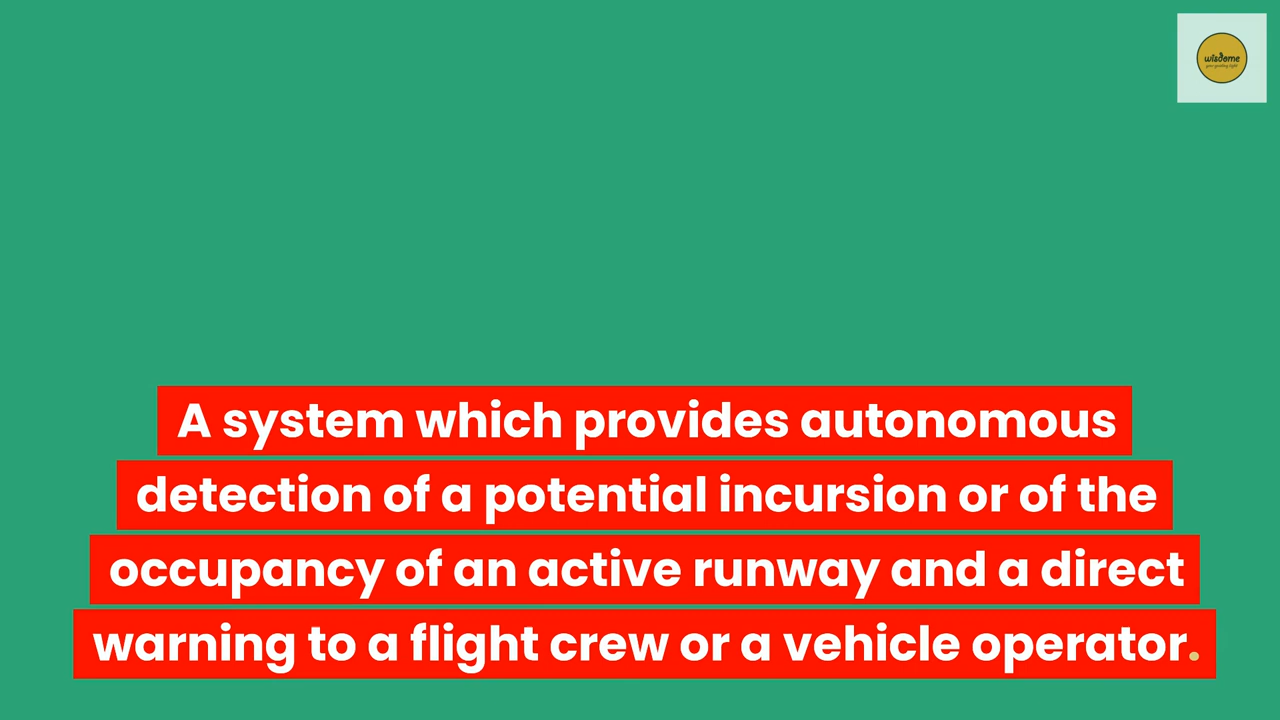 wisdome
A system which provides autonomous
detection of a potential incursion or of the
occupancy of an active runway and a direct
warning to a flight crew or a vehicle operator.